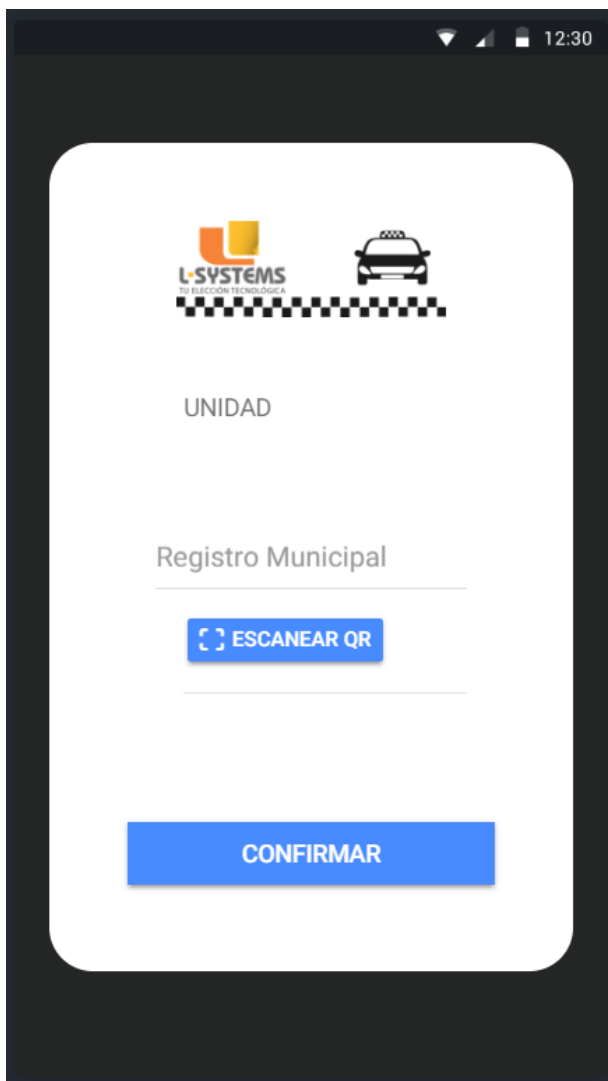 12:30
L·SYSTEMS
TU ELECCIÓN TECNOLÓGICA
UNIDAD
Registro Municipal
ESCANEAR QR
CONFIRMAR